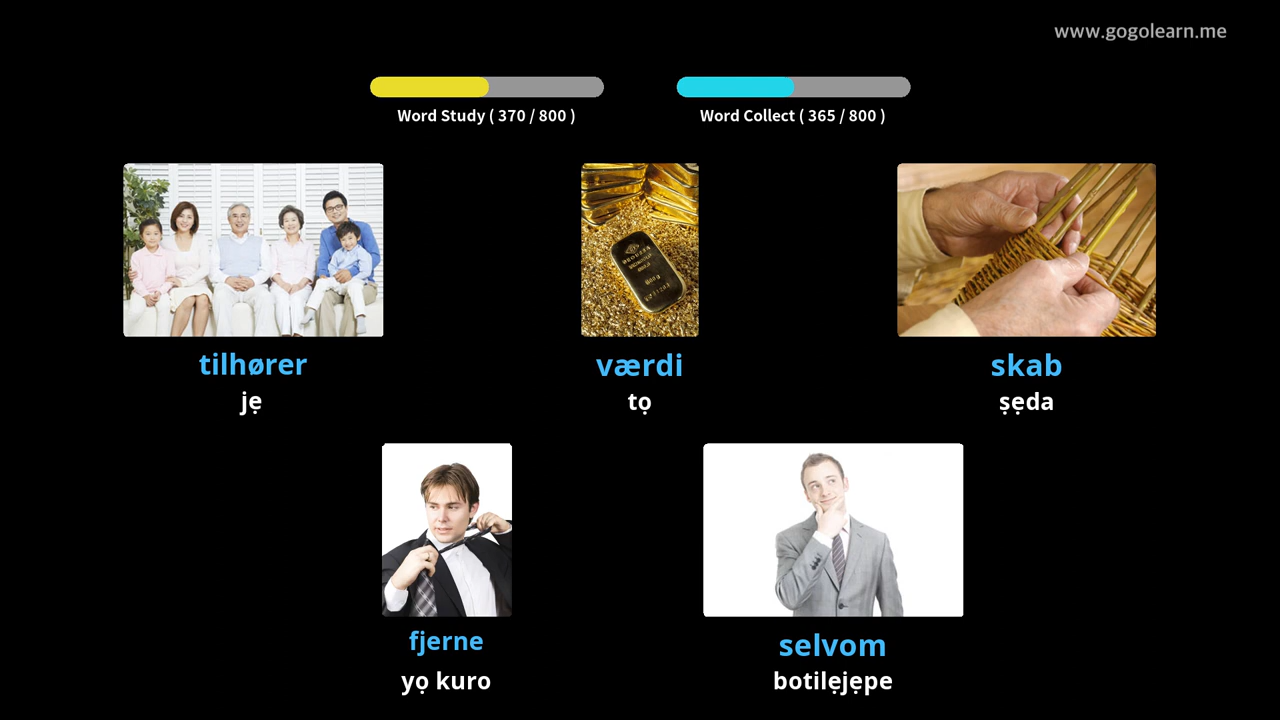 www.gogolearn.me
Word Study ( 370 / 800 )
Word Collect ( 365 / 800 )
tilhører
jẹ
værdi
tọ
skab
ṣẹda
fjerne
yọ kuro
selvom
botilẹjẹpe